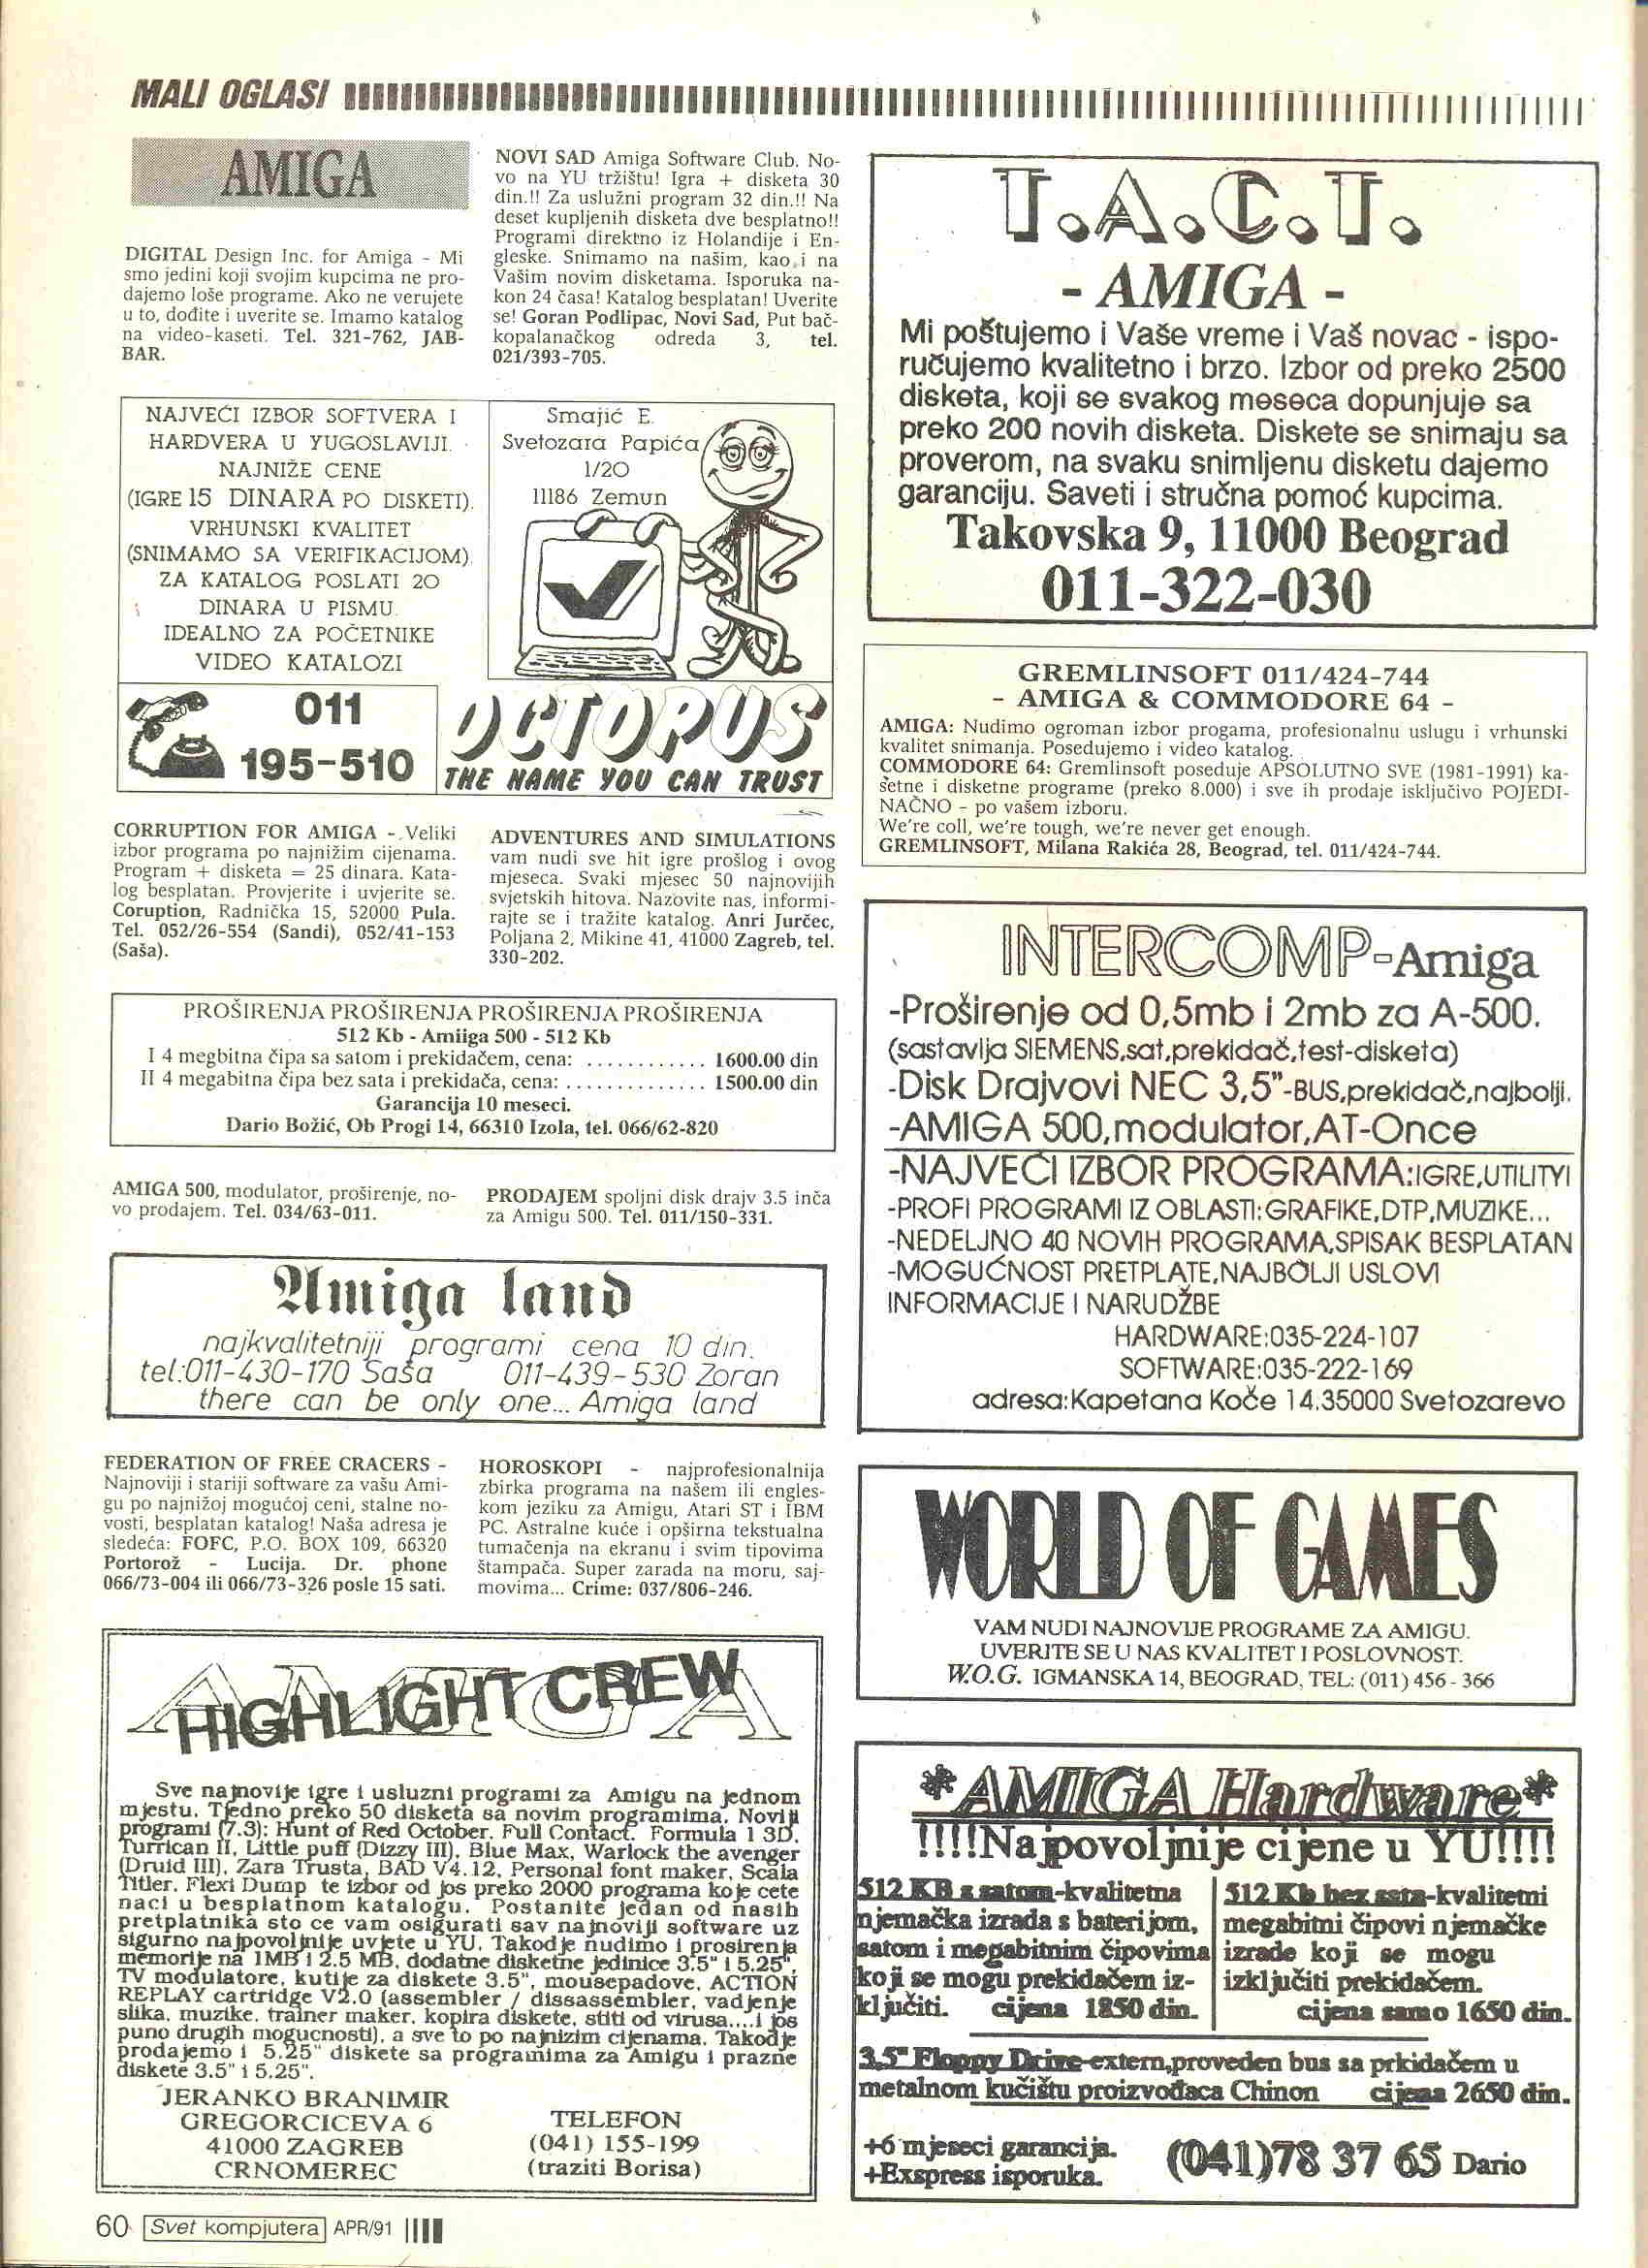 MALI OGLASI
AMIGA
DIGITAL Design Inc. for Amiga - Mi
smo jedini koji svojim kupcima ne pro-
dajemo loše programe. Ako ne verujete
u to, dođite i uverite se. Imamo katalog
na video-kaseti. Tel. 321-762, JAB-
BAR.
NOVI SAD Amiga Software Club. No-
vo na YU tržištu! Igra + disketa 30
din.!! Za uslužni program 32 din.!! Na
deset kupljenih disketa dve besplatno!!
Programi direktno iz Holandije i En-
gleske. Snimamo na našim, kao i na
Vašim novim disketama. Isporuka na-
kon 24 časa! Katalog besplatan! Uverite
se! Goran Podlipac, Novi Sad, Put bač-
kopalanačkog odreda 3, tel.
021/393-705.
NAJVEĆI IZBOR SOFTVERA I
HARDVERA U YUGOSLAVIJI.
NAJNIŽE CENE
(IGRE 15 DINARA PO DISKETI).
VRHUNSKI KVALITET
(SNIMAMO SA VERIFIKACIJOM).
ZA KATALOG POSLATI 20
DINARA U PISMU.
IDEALNO ZA POČETNIKE
VIDEO KATALOZI
Smajić E.
Svetozara Papića
1/20
11186 Zemun
011
195-510
OCTOPUS
THE NAME YOU CAN TRUST
CORRUPTION FOR AMIGA - Veliki
izbor programa po najnižim cijenama.
Program + disketa = 25 dinara. Kata-
log besplatan. Provjerite i uvjerite se.
Coruption, Radnička 15, 52000 Pula.
Tel. 052/26-554 (Sandi), 052/41-153
(Saša).
ADVENTURES AND SIMULATIONS
vam nudi sve hit igre prošlog i ovog
mjeseca. Svaki mjesec 50 najnovijih
svjetskih hitova. Nazovite nas, informi-
rajte se i tražite katalog. Anri Jurčec,
Poljana 2, Mikine 41, 41000 Zagreb, tel.
330-202.
PROŠIRENJA PROŠIRENJA PROŠIRENJA PROŠIRENJA
512 Kb - Amiiga 500 - 512 Kb
I 4 megbitna čipa sa satom i prekidačem, cena: ............ 1600.00 din
II 4 megabitna čipa bez sata i prekidača, cena: .............. 1500.00 din
Garancija 10 meseci.
Dario Božić, Ob Progi 14, 66310 Izola, tel. 066/62-820
AMIGA 500, modulator, proširenje, no-
vo prodajem. Tel. 034/63-011.
PRODAJEM spoljni disk drajv 3.5 inča
za Amigu 500. Tel. 011/150-331.
Amiga land
najkvalitetniji programi cena 10 din.
tel:011-430-170 Saša 011-439-530 Zoran
there can be only one... Amiga land
FEDERATION OF FREE CRACERS -
Najnoviji i stariji software za vašu Ami-
gu po najnižoj mogućoj ceni, stalne no-
vosti, besplatan katalog! Naša adresa je
sledeća: FOFC, P.O. BOX 109, 66320
Portorož - Lucija. Dr. phone
066/73-004 ili 066/73-326 posle 15 sati.
HOROSKOPI - najprofesionalnija
zbirka programa na našem ili engles-
kom jeziku za Amigu, Atari ST i IBM
PC. Astralne kuće i opširna tekstualna
tumačenja na ekranu i svim tipovima
štampača. Super zarada na moru, saj-
movima... Crime: 037/806-246.
AMIGA
HIGHLIGHT CREW
Sve najnovije igre i usluzni programi za Amigu na jednom
mjestu. Tjedno preko 50 disketa sa novim programima. Novi
programi (7.3): Hunt of Red October, Full Contact, Formula 1 3D,
Turrican II, Little puff (Dizzy III), Blue Max, Warlock the avenger
(Druid III), Zara Trusta, BAD V4.12, Personal font maker, Scala
Titler, Flexi Dump te izbor od jos preko 2000 programa koje cete
naci u besplatnom katalogu. Postanite jedan od nasih
pretplatnika sto ce vam osigurati sav najnoviji software uz
sigurno najpovoljnije uvjete u YU. Takodje nudimo i prosirenja
memorije na 1MB i 2.5 MB, dodatne disketne jedinice 3.5" i 5.25",
TV modulatore, kutije za diskete 3.5", mousepadove, ACTION
REPLAY cartridge V2.0 (assembler / dissassembler, vadjenje
slika, muzike, trainer maker, kopira diskete, stiti od virusa....i jos
puno drugih mogucnosti), a sve to po najnizim cijenama. Takodje
prodajemo i 5.25" diskete sa programima za Amigu i prazne
diskete 3.5" i 5.25".
JERANKO BRANIMIR
GREGORCICEVA 6
41000 ZAGREB
CRNOMEREC
TELEFON
(041) 155-199
(traziti Borisa)
T.A.C.T.
- AMIGA -
Mi poštujemo i Vaše vreme i Vaš novac - ispo-
ručujemo kvalitetno i brzo. Izbor od preko 2500
disketa, koji se svakog meseca dopunjuje sa
preko 200 novih disketa. Diskete se snimaju sa
proverom, na svaku snimljenu disketu dajemo
garanciju. Saveti i stručna pomoć kupcima.
Takovska 9, 11000 Beograd
011-322-030
GREMLINSOFT 011/424-744
- AMIGA & COMMODORE 64 -
AMIGA: Nudimo ogroman izbor progama, profesionalnu uslugu i vrhunski
kvalitet snimanja. Posedujemo i video katalog.
COMMODORE 64: Gremlinsoft poseduje APSOLUTNO SVE (1981-1991) ka-
setne i disketne programe (preko 8.000) i sve ih prodaje isključivo POJEDI-
NAČNO - po vašem izboru.
We're coll, we're tough, we're never get enough.
GREMLINSOFT, Milana Rakića 28, Beograd, tel. 011/424-744.
INTERCOMP-Amiga
-Proširenje od 0,5mb i 2mb za A-500.
(sastavlja SIEMENS,sat,prekidač,test-disketa)
-Disk Drajvovi NEC 3,5"-BUS,prekidač,najbolji.
-AMIGA 500,modulator,AT-Once
-NAJVEĆI IZBOR PROGRAMA:IGRE,UTILITYI
-PROFI PROGRAMI IZ OBLASTI:GRAFIKE,DTP,MUZIKE...
-NEDELJNO 40 NOVIH PROGRAMA,SPISAK BESPLATAN
-MOGUĆNOST PRETPLATE,NAJBOLJI USLOVI
INFORMACIJE I NARUDŽBE
HARDWARE:035-224-107
SOFTWARE:035-222-169
adresa:Kapetana Koče 14,35000 Svetozarevo
WORLD OF GAMES
VAM NUDI NAJNOVIJE PROGRAME ZA AMIGU.
UVERITE SE U NAS KVALITET I POSLOVNOST.
W.O.G. IGMANSKA 14, BEOGRAD, TEL: (011) 456 - 366
*AMIGA Hardware*
!!!!Najpovoljnije cijene u YU!!!!
512 KB s satom-kvalitetna
njemačka izrada s baterijom,
satom i megabitnim čipovima
koji se mogu prekidačem iz-
ključiti. cijena 1850 din.
512 Kb bez sata-kvalitetni
megabitni čipovi njemačke
izrade koji se mogu
izključiti prekidačem.
cijena samo 1650 din.
3,5" Floppy Drive-extern,proveden bus sa prkidačem u
metalnom kućištu proizvođaca Chinon cijena 2650 din.
+6 mjeseci garancija.
+Exspress isporuka.
(041)78 37 65 Dario
60 Svet kompjutera APR/91